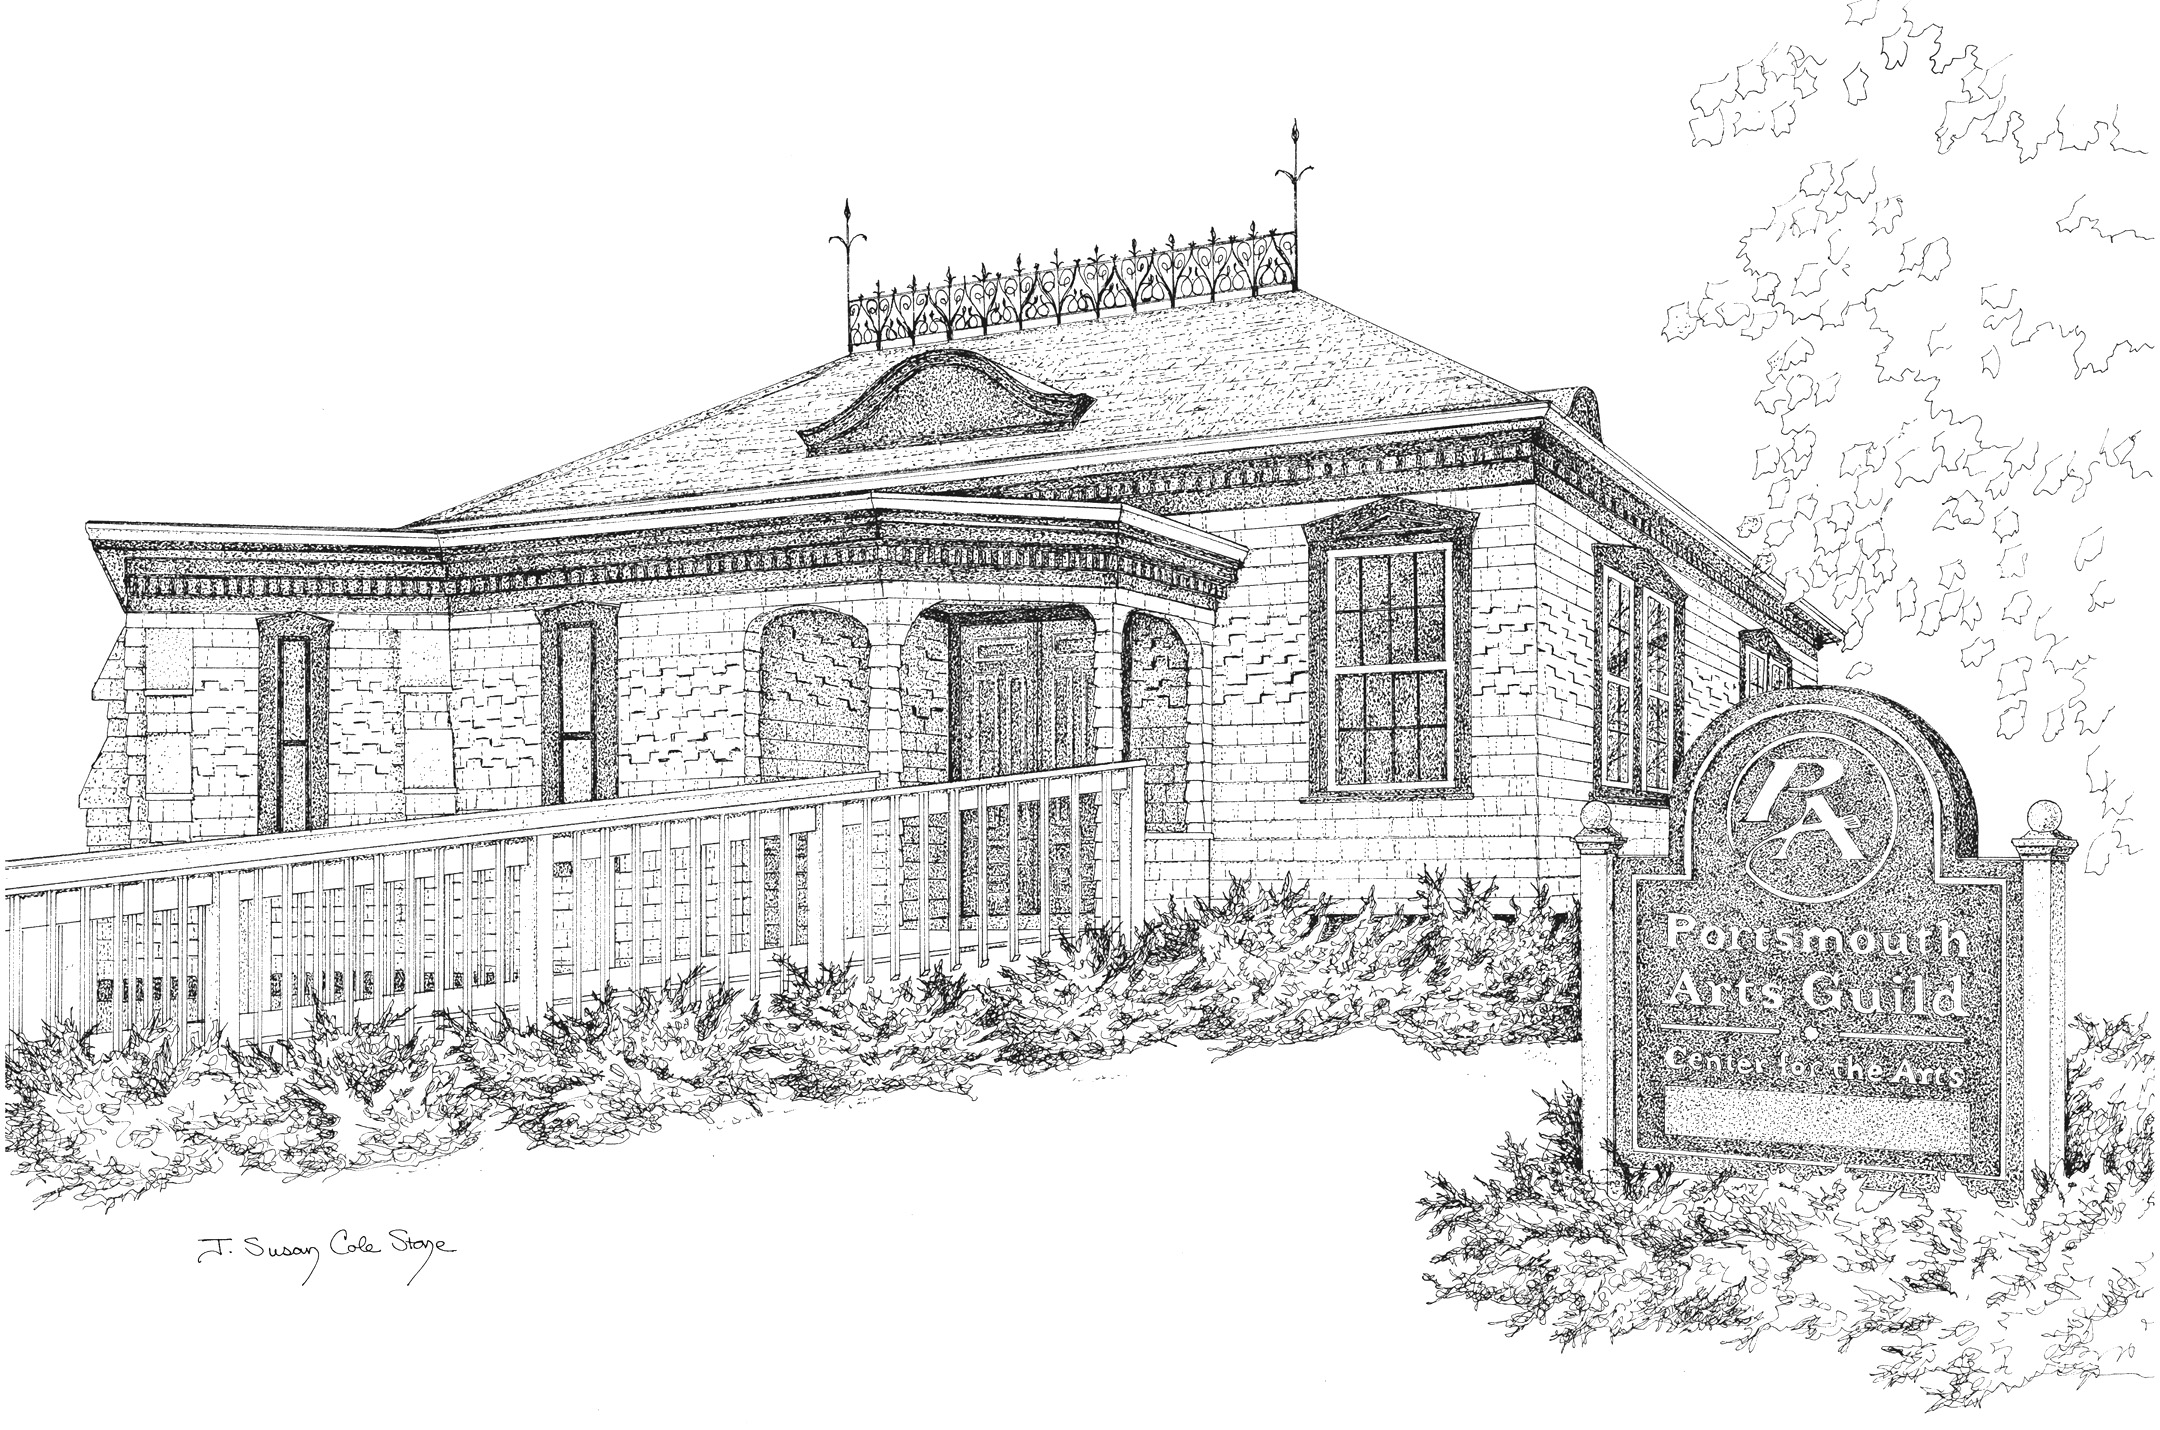 PA
Portsmouth
Arts Guild
Center for the Arts
J. Susan Cole Stone